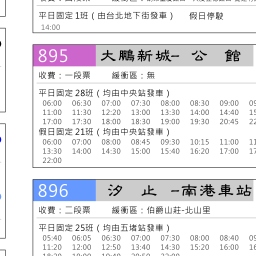 平日固定1班（由台北地下街發車） 假日停駛
14:00
895 大鵬新城– 公 館
收費：一段票 緩衝區：無
平日固定28班（均由中央站發車）
06:00 06:30 07:00 07:30 08:00 08:30 09:00
11:00 11:30 12:20 13:00 13:30 14:00 14:40
17:00 17:30 18:00 18:30 19:00 19:30 20:45
假日固定21班（均由中央站發車）
06:00 07:00 08:00 08:45 09:30 10:15 11:00
13:30 14:00 14:30 15:00 15:40 16:20 17:00
22:00
896 汐 止 –南港車站
收費：二段票 緩衝區：伯爵山莊-北山里
平日固定25班（均由五堵站發車）
05:40 06:05 06:30 07:00 07:30 08:00 08:40
11:20 12:00 12:50 13:40 14:30 15:20 16:00